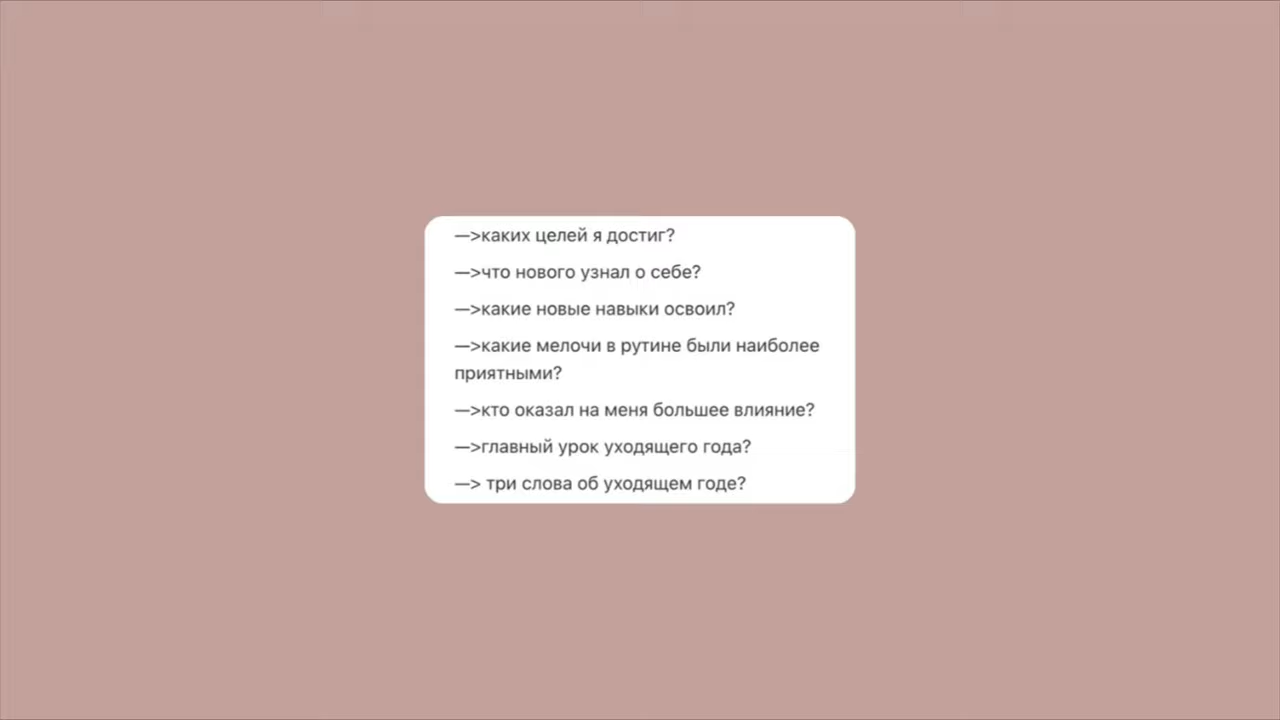 —>каких целей я достиг?
—>что нового узнал о себе?
—>какие новые навыки освоил?
—>какие мелочи в рутине были наиболее
приятными?
—>кто оказал на меня большее влияние?
—>главный урок уходящего года?
—> три слова об уходящем годе?